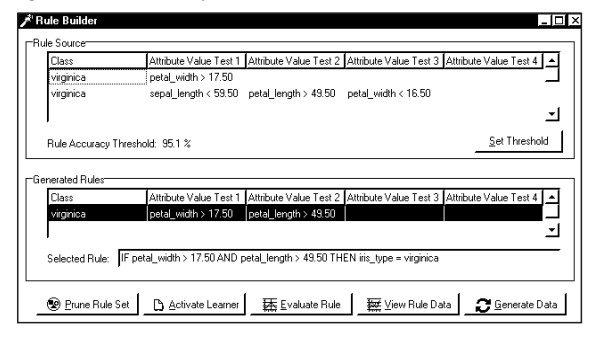 Rule Builder
Rule Source
Class Attribute Value Test 1 Attribute Value Test 2 Attribute Value Test 3 Attribute Value Test 4
virginica petal_width > 17.50
virginica sepal_length < 59.50 petal_length > 49.50 petal_width < 16.50
Rule Accuracy Threshold: 95.1 % Set Threshold
Generated Rules
Class Attribute Value Test 1 Attribute Value Test 2 Attribute Value Test 3 Attribute Value Test 4
virginica petal_width > 17.50 petal_length > 49.50
Selected Rule: IF petal_width > 17.50 AND petal_length > 49.50 THEN iris_type = virginica
Prune Rule Set Activate Learner Evaluate Rule View Rule Data Generate Data